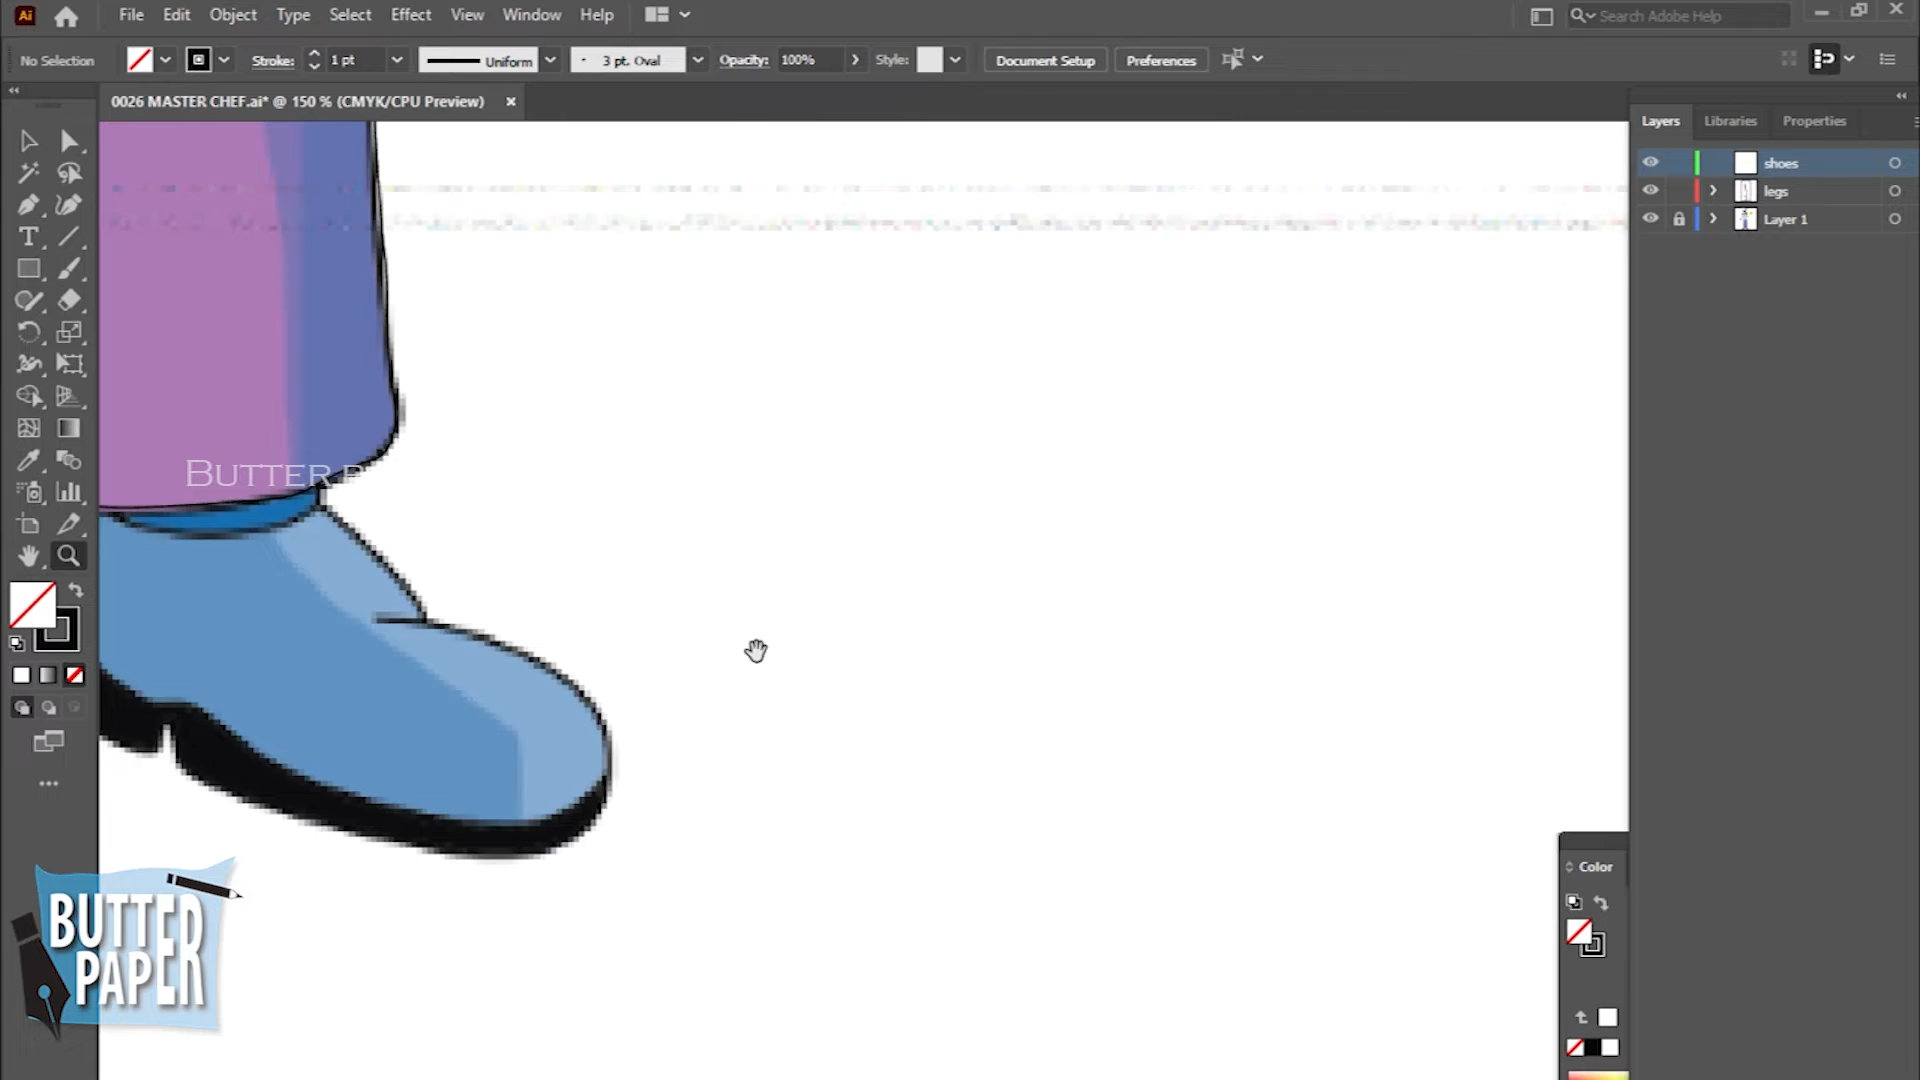 Ai File Edit Object Type Select Effect View Window Help Search Adobe Help
No Selection Stroke: 1 pt Uniform 3 pt. Oval Opacity: 100% Style: Document Setup Preferences
0026 MASTER CHEF.ai* @ 150 % (CMYK/CPU Preview)
Layers Libraries Properties
shoes
legs
Layer 1
BUTTER
Color
BUTTER
PAPER